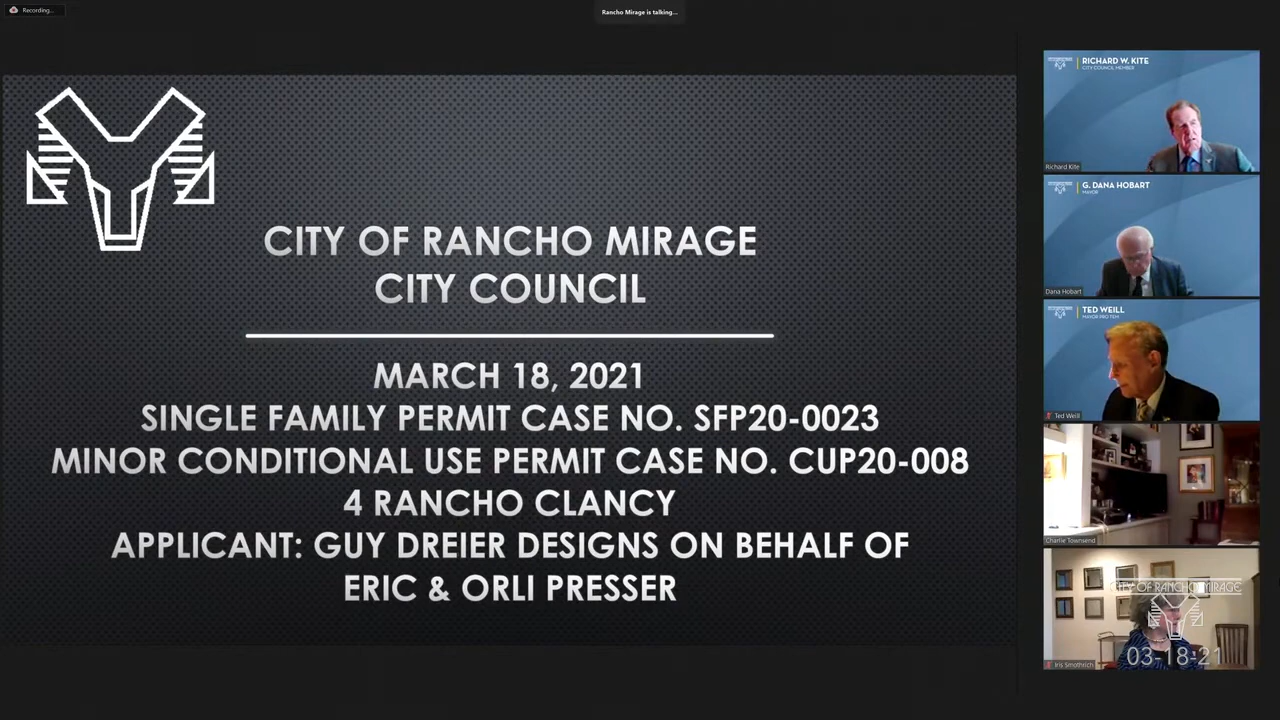 Recording...
Rancho Mirage is talking...
CITY OF RANCHO MIRAGE
CITY COUNCIL
MARCH 18, 2021
SINGLE FAMILY PERMIT CASE NO. SFP20-0023
MINOR CONDITIONAL USE PERMIT CASE NO. CUP20-008
4 RANCHO CLANCY
APPLICANT: GUY DREIER DESIGNS ON BEHALF OF
ERIC & ORLI PRESSER
RICHARD W. KITE
CITY COUNCIL MEMBER
Richard Kite
G. DANA HOBART
MAYOR
Dana Hobart
TED WEILL
MAYOR PRO TEM
Ted Weill
Charlie Townsend
CITY OF RANCHO MIRAGE
03-18-21
Iris Smothrich